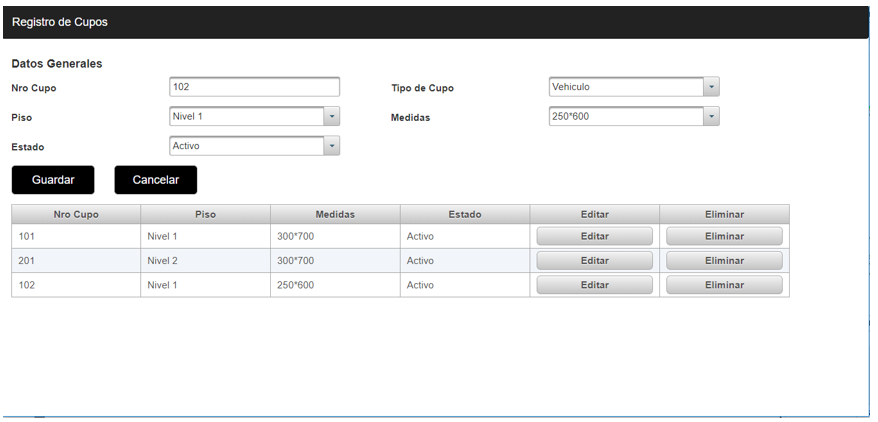 Registro de Cupos
Datos Generales
Nro Cupo 102 Tipo de Cupo Vehiculo
Piso Nivel 1 Medidas 250*600
Estado Activo
Guardar Cancelar
Nro Cupo Piso Medidas Estado Editar Eliminar
101 Nivel 1 300*700 Activo Editar Eliminar
201 Nivel 2 300*700 Activo Editar Eliminar
102 Nivel 1 250*600 Activo Editar Eliminar